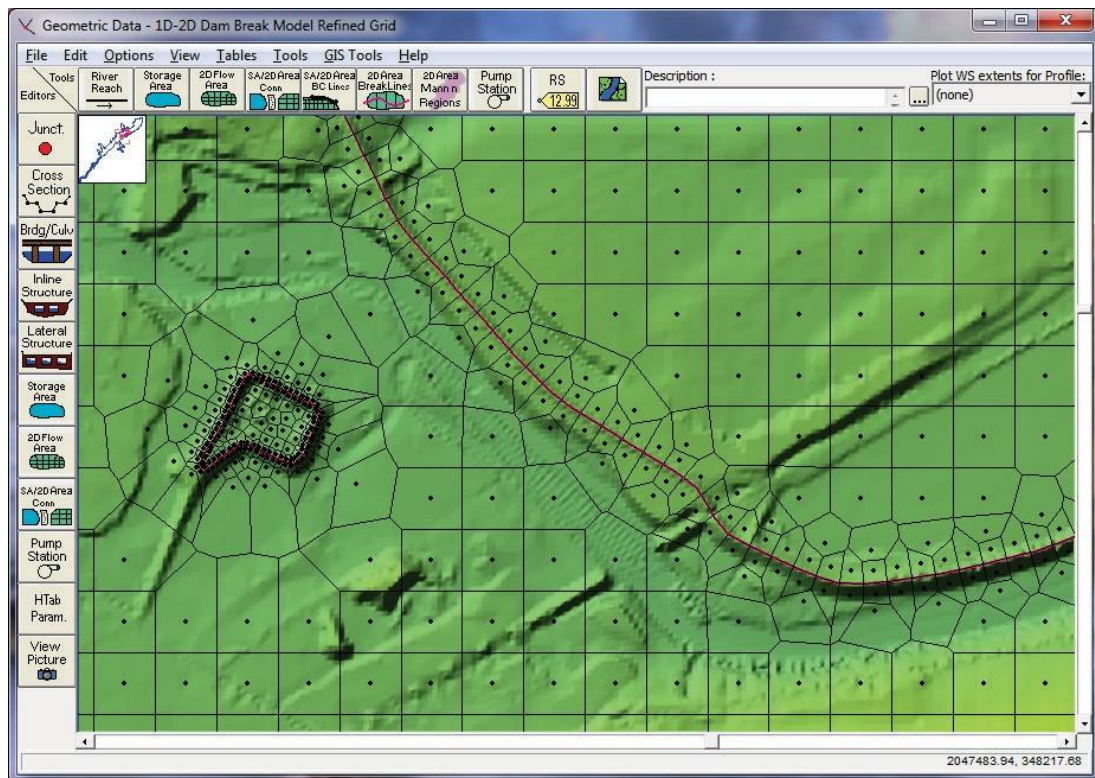 Geometric Data - 1D-2D Dam Break Model Refined Grid
File Edit Options View Tables Tools GIS Tools Help
Tools
Editors
River
Reach
Storage
Area
2D Flow
Area
SA/2D Area
Conn
SA/2D Area
BC Lines
2D Area
BreakLines
2D Area
Mann n
Regions
Pump
Station
RS
12.99
Description :
...
Plot WS extents for Profile:
(none)
Junct.
Cross
Section
Brdg/Culv
Inline
Structure
Lateral
Structure
Storage
Area
2D Flow
Area
SA/2D Area
Conn
Pump
Station
HTab
Param.
View
Picture
2047483.94, 348217.68